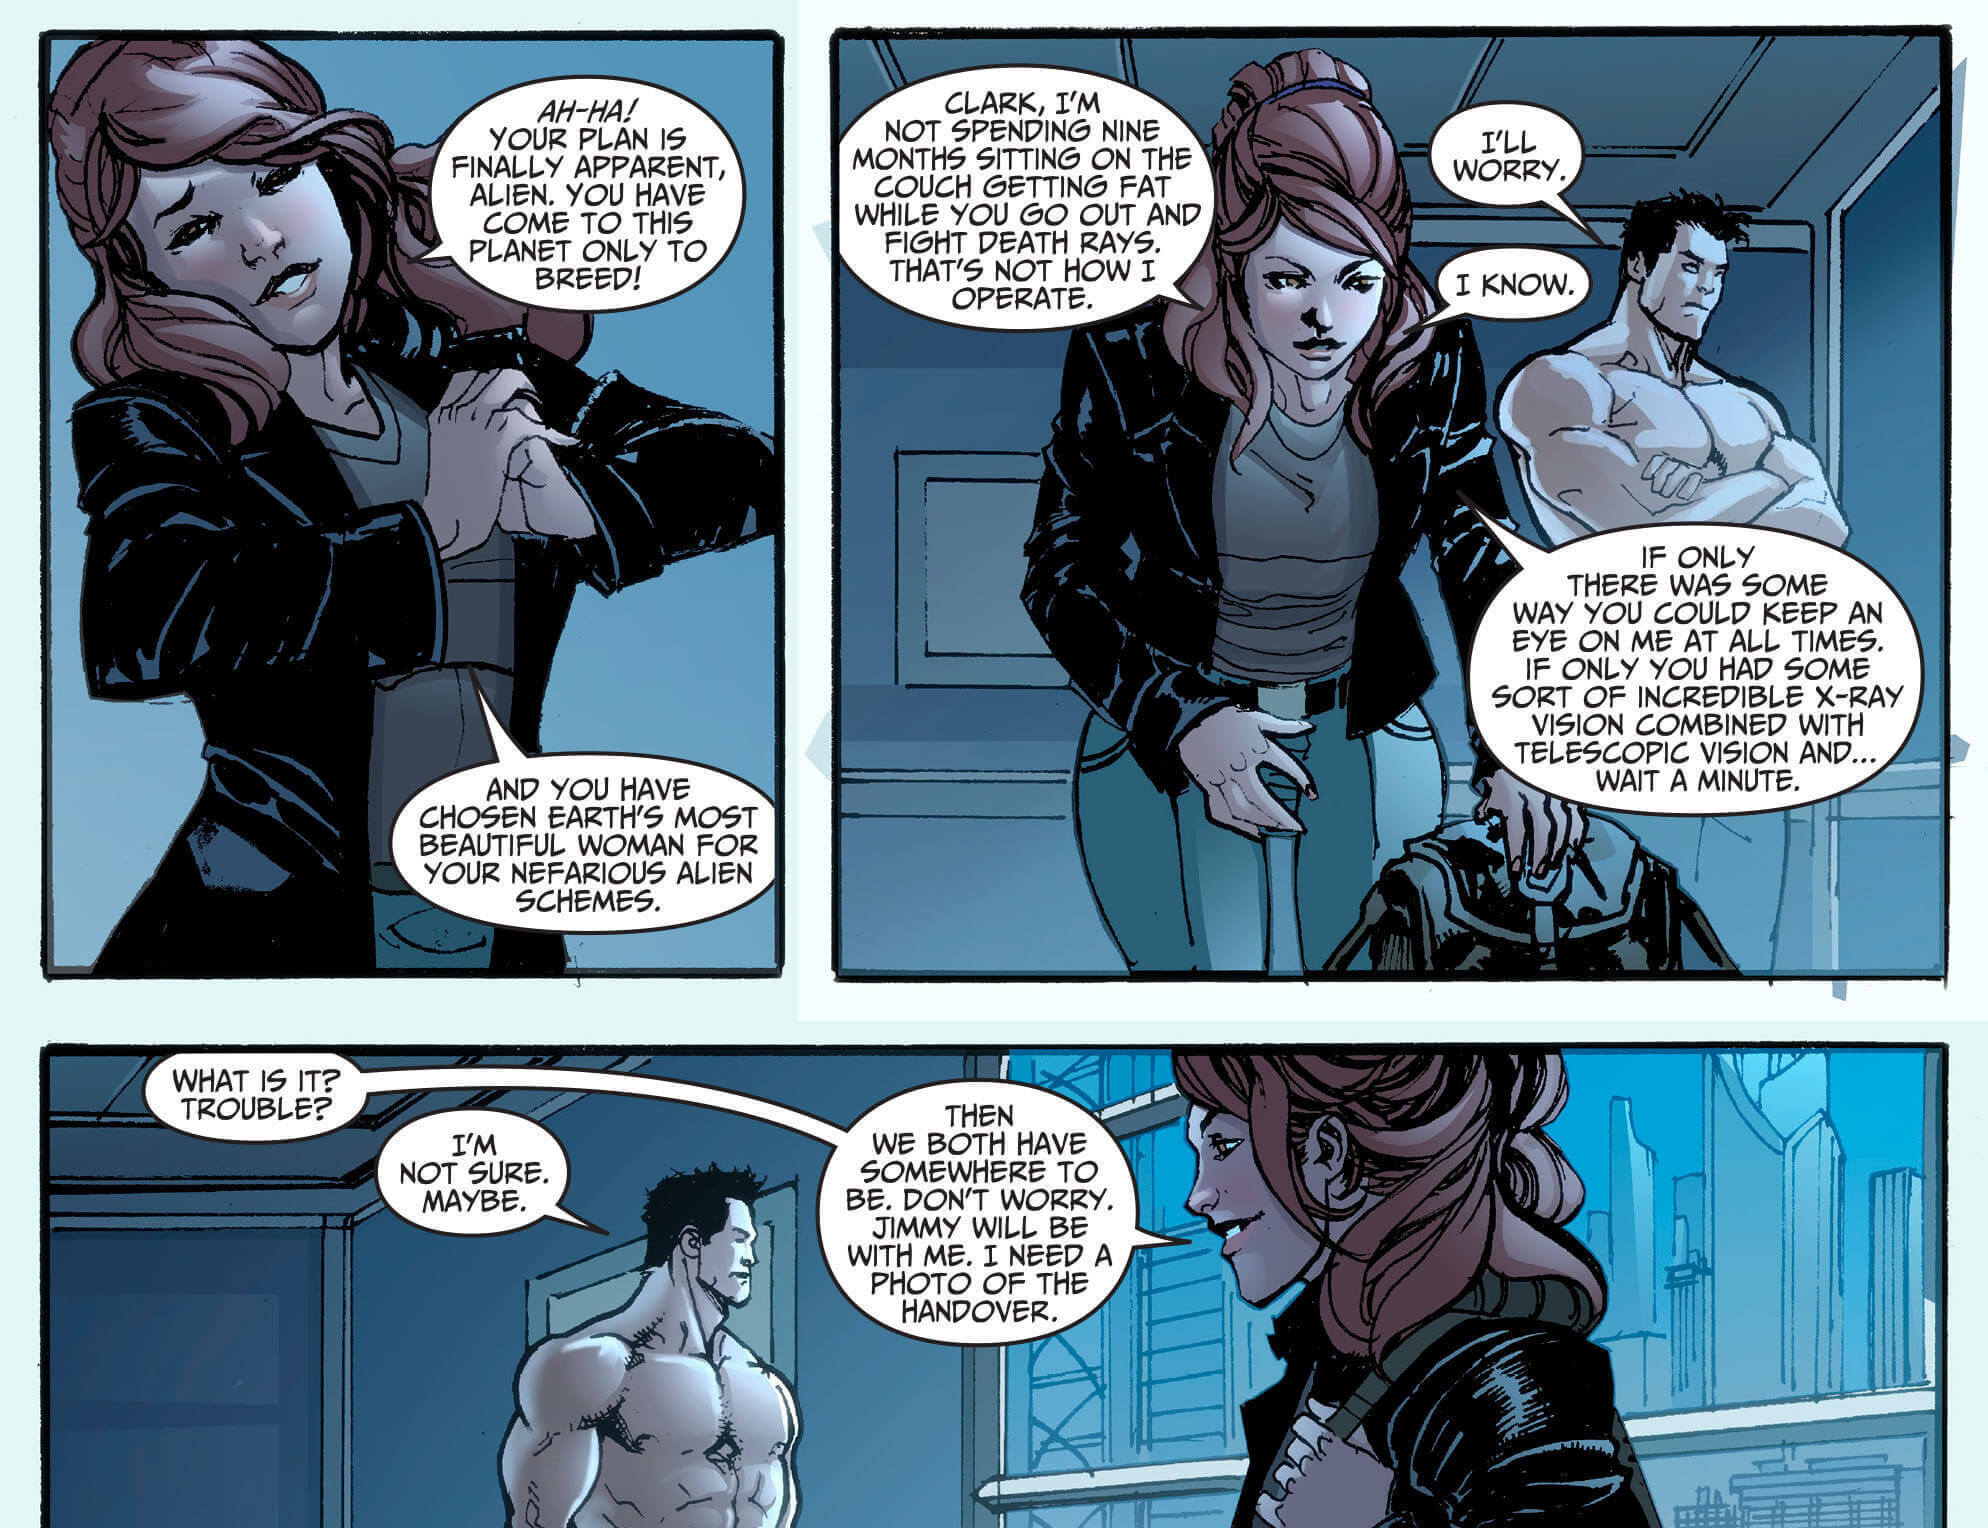 AH-HA!
YOUR PLAN IS
FINALLY APPARENT,
ALIEN. YOU HAVE
COME TO THIS
PLANET ONLY TO
BREED!
AND YOU HAVE
CHOSEN EARTH'S MOST
BEAUTIFUL WOMAN FOR
YOUR NEFARIOUS ALIEN
SCHEMES.
CLARK, I'M
NOT SPENDING NINE
MONTHS SITTING ON THE
COUCH GETTING FAT
WHILE YOU GO OUT AND
FIGHT DEATH RAYS.
THAT'S NOT HOW I
OPERATE.
I'LL
WORRY.
I KNOW.
IF ONLY
THERE WAS SOME
WAY YOU COULD KEEP AN
EYE ON ME AT ALL TIMES.
IF ONLY YOU HAD SOME
SORT OF INCREDIBLE X-RAY
VISION COMBINED WITH
TELESCOPIC VISION AND...
WAIT A MINUTE.
WHAT IS IT?
TROUBLE?
I'M
NOT SURE.
MAYBE.
THEN
WE BOTH HAVE
SOMEWHERE TO
BE. DON'T WORRY.
JIMMY WILL BE
WITH ME. I NEED A
PHOTO OF THE
HANDOVER.